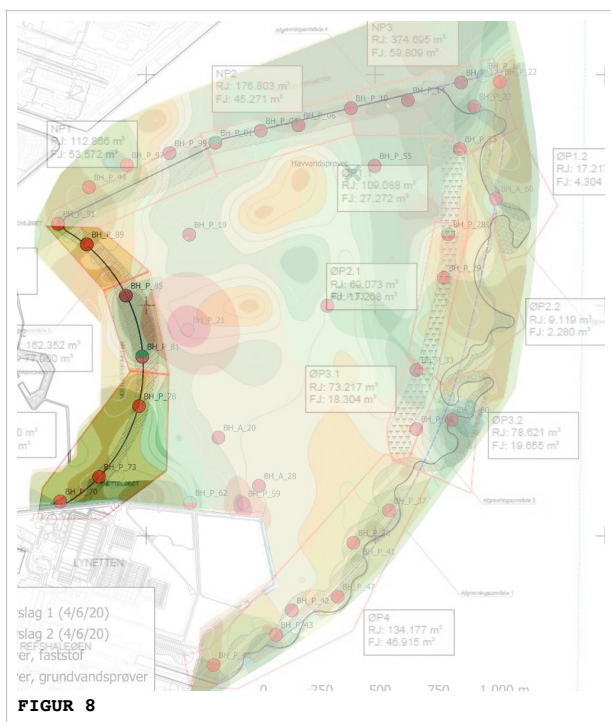 NP3
RJ: 374.695 m³
FJ: 59.809 m³
NP2
RJ: 176.803 m³
FJ: 45.271 m³
NP1
RJ: 112.866 m³
FJ: 53.572 m³
BH_P_22
BH_P_10
BH_P_06
BH_P_55
Havvandsprøver
RJ: 109.088 m³
FJ: 27.272 m³
ØP1.2
RJ: 17.217
FJ: 4.304 m³
BH_P_91
BH_P_89
BH_P_19
BH_P_28
BH_P_29
BH_P_85
ØP2.1
RJ: 69.073 m³
BH_P_21
ØP2.2
RJ: 9.119 m³
FJ: 2.280 m³
162.352 m³
BH_P_81
BH_P_33
ØP3.1
RJ: 73.217 m³
FJ: 18.304 m³
BH_P_78
ØP3.2
RJ: 78.621 m³
FJ: 19.655 m³
BH_A_20
BH_P_73
BH_A_28
BH_P_70
BH_P_62
BH_P_59
BH_P_37
BH_P_41
LYNETTEN
BH_P_47
BH_P_42
BH_P_43
ØP4
RJ: 134.177 m³
FJ: 46.915 m³
rslag 1 (4/6/20)
rslag 2 (4/6/20)
REFSHALEØEN
er, faststof
er, grundvandsprøver
0 250 500 750 1.000 m
FIGUR 8